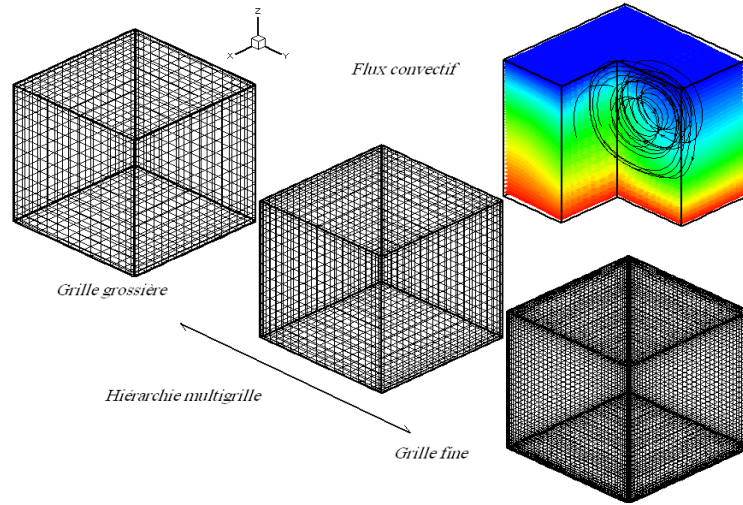 Z
X
Y
Flux convectif
Grille grossière
Hiérarchie multigrille
Grille fine